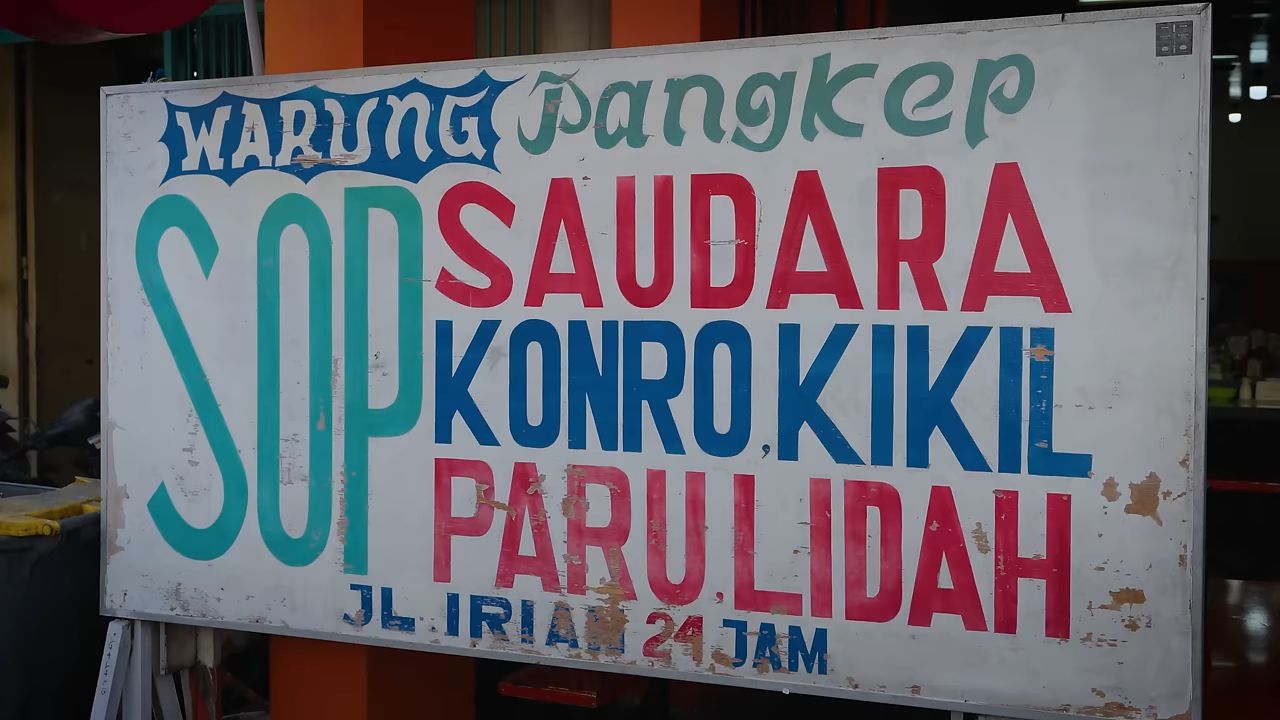 WARUNG Pangkep
SOP SAUDARA
KONRO, KIKIL
PARU, LIDAH
JL. IRIAN 24 JAM